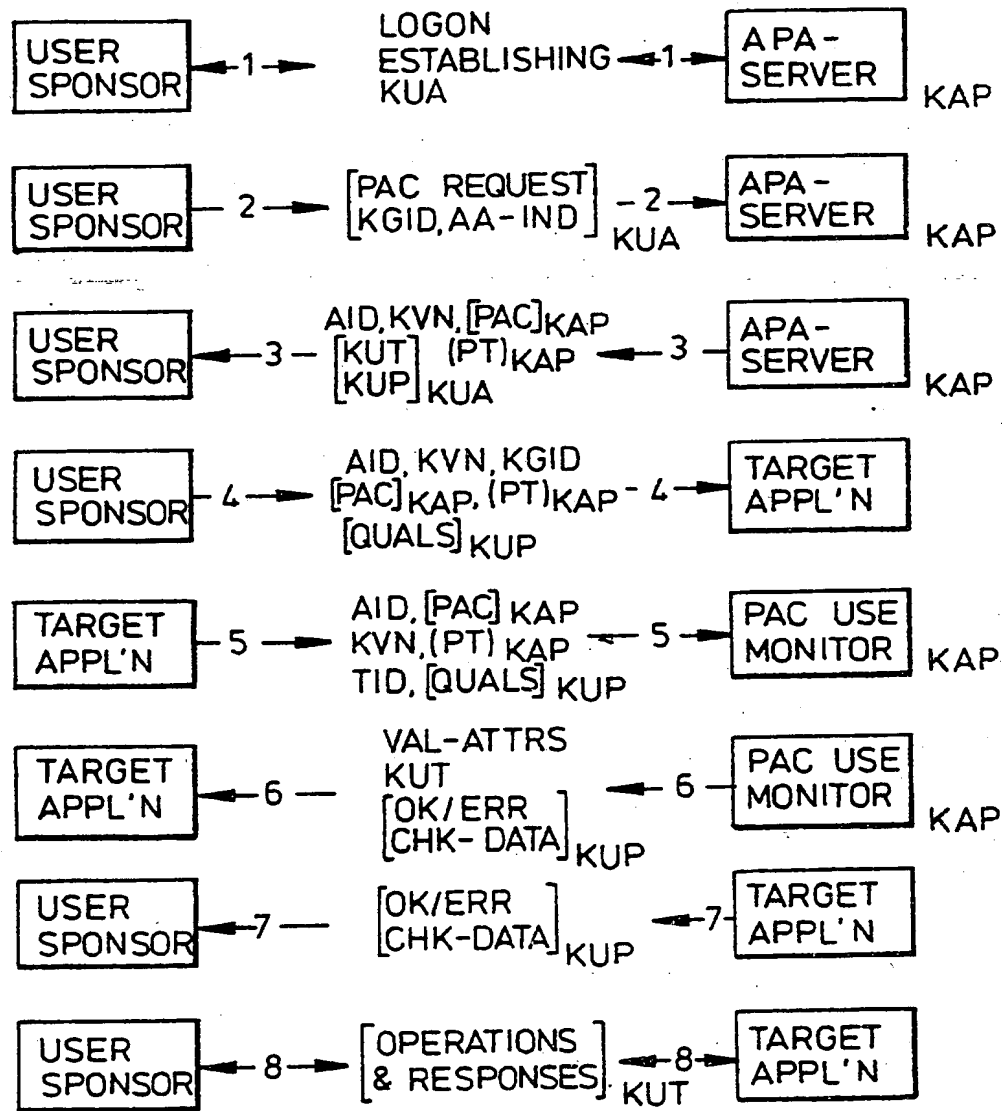 USER SPONSOR 1 LOGON ESTABLISHING KUA 1 APA-SERVER KAP
USER SPONSOR 2 [PAC REQUEST KGID, AA-IND] KUA 2 APA-SERVER KAP
USER SPONSOR 3 AID, KVN, [PAC] KAP [KUT KUP] KUA (PT) KAP 3 APA-SERVER KAP
USER SPONSOR 4 AID, KVN, KGID [PAC] KAP, (PT) KAP [QUALS] KUP 4 TARGET APPL'N
TARGET APPL'N 5 AID, [PAC] KAP KVN, (PT) KAP TID, [QUALS] KUP 5 PAC USE MONITOR KAP
TARGET APPL'N 6 VAL-ATTRS KUT [OK/ERR CHK-DATA] KUP 6 PAC USE MONITOR KAP
USER SPONSOR 7 [OK/ERR CHK-DATA] KUP 7 TARGET APPL'N
USER SPONSOR 8 [OPERATIONS & RESPONSES] KUT 8 TARGET APPL'N